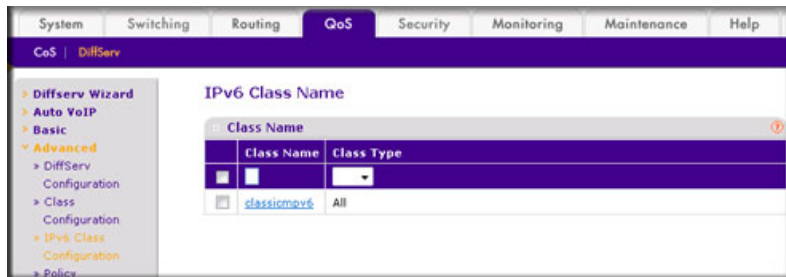 System Switching Routing QoS Security Monitoring Maintenance Help
CoS | DiffServ
Diffserv Wizard
Auto VoIP
Basic
Advanced
» DiffServ
Configuration
» Class
Configuration
» IPv6 Class
Configuration
» Policy
IPv6 Class Name
Class Name
Class Name Class Type
classicmpv6 All